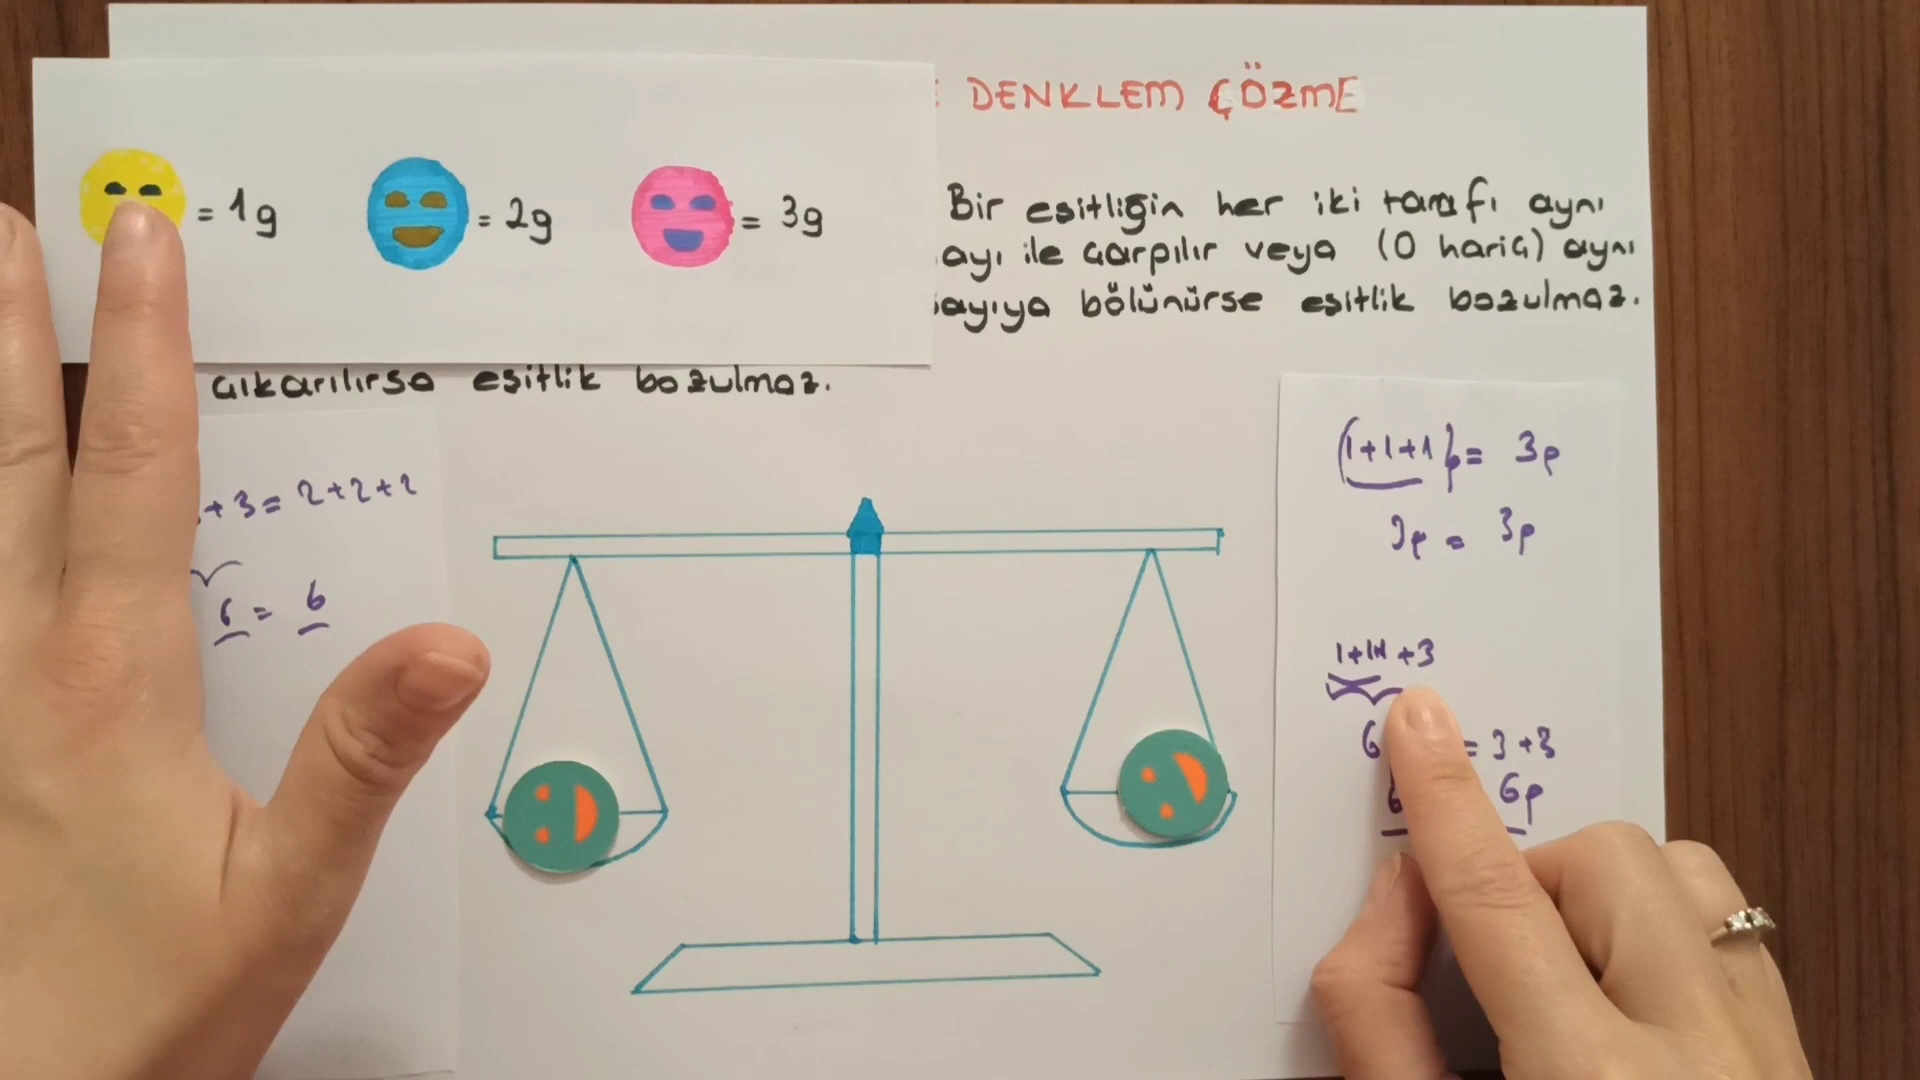 DENKLEM ÇÖZME
= 1g
= 2g
= 3g
Bir eşitliğin her iki tarafı aynı
ayı ile çarpılır veya (0 hariç) aynı
sayıya bölünürse eşitlik bozulmaz.
çıkarılırsa eşitlik bozulmaz.
+ 3 = 2+2+2
6 = 6
(1+1+1)p = 3p
3p = 3p
1+1+1 +3
6 = 3+3
6p